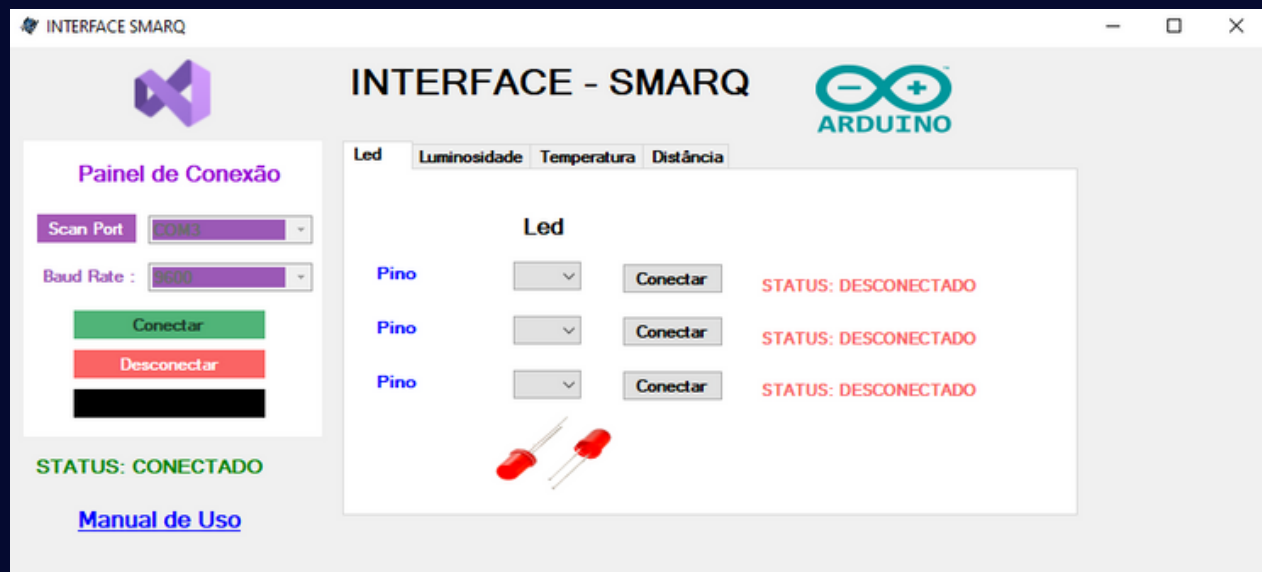 INTERFACE SMARQ
INTERFACE - SMARQ
ARDUINO
Painel de Conexão
Scan Port
COM3
Baud Rate :
9600
Conectar
Desconectar
STATUS: CONECTADO
Manual de Uso
Led Luminosidade Temperatura Distância
Led
Pino Conectar STATUS: DESCONECTADO
Pino Conectar STATUS: DESCONECTADO
Pino Conectar STATUS: DESCONECTADO